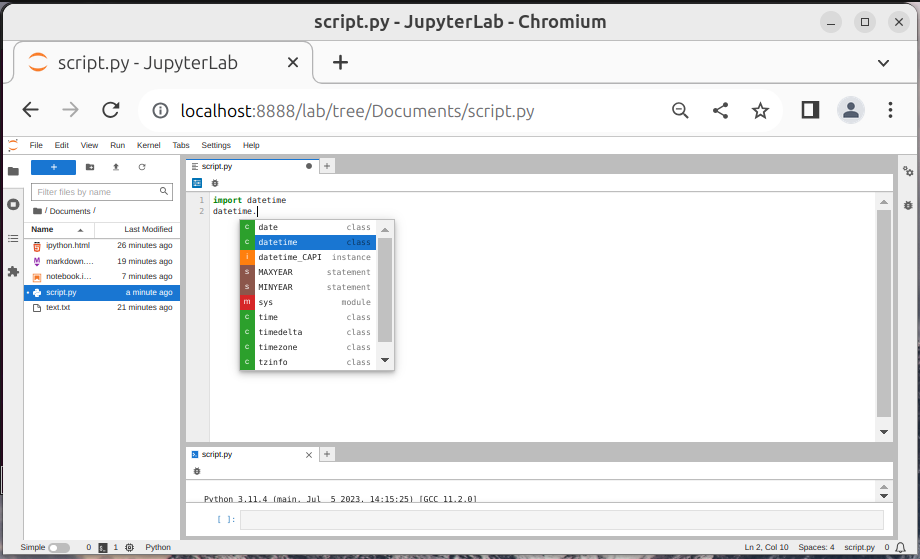 script.py - JupyterLab - Chromium
script.py - JupyterLab
localhost:8888/lab/tree/Documents/script.py
File Edit View Run Kernel Tabs Settings Help
Filter files by name
/ Documents /
Name Last Modified
ipython.html 26 minutes ago
markdown.... 19 minutes ago
notebook.i... 7 minutes ago
script.py a minute ago
text.txt 21 minutes ago
script.py
1 import datetime
2 datetime.
c date class
c datetime class
i datetime_CAPI instance
s MAXYEAR statement
s MINYEAR statement
m sys module
c time class
c timedelta class
c timezone class
c tzinfo class
script.py
Python 3.11.4 (main, Jul 5 2023, 14:15:25) [GCC 11.2.0]
[ ]:
Simple 0 1 Python Ln 2, Col 10 Spaces: 4 script.py 0